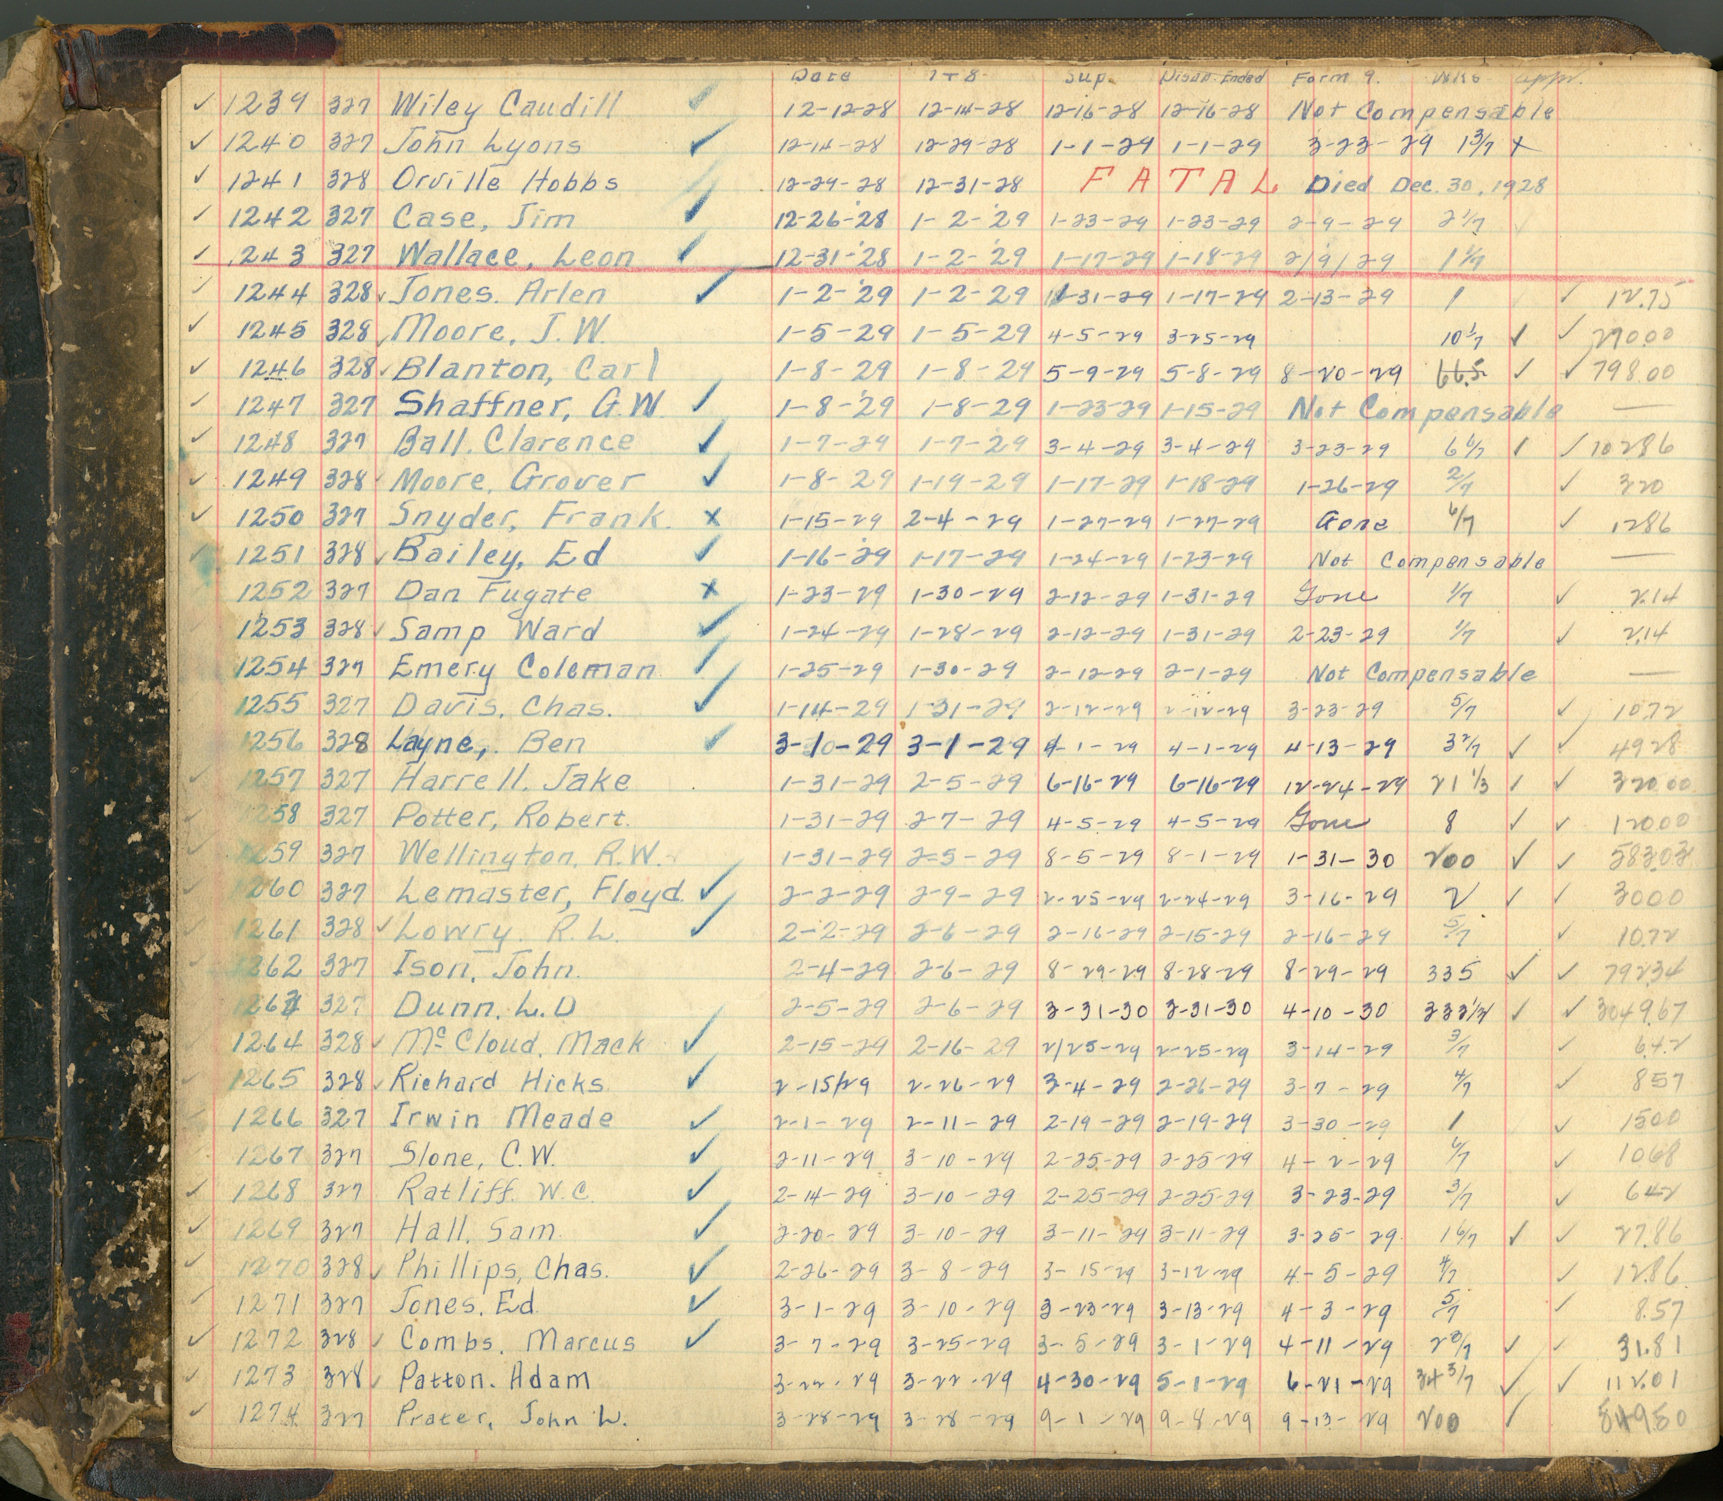 Date 7+8 Sup. Disab. Ended Form 9. Wks appr.
✓ 1239 327 Wiley Caudill ✓ 12-12-28 12-14-28 12-16-28 12-16-28 Not Compensable
✓ 1240 327 John Lyons ✓ 12-14-28 12-29-28 1-1-29 1-1-29 3-23-29 1 3/7 x
✓ 1241 328 Orville Hobbs ✓ 12-29-28 12-31-28 FATAL Died Dec. 30, 1928
✓ 1242 327 Case, Jim ✓ 12-26-'28 1-2-'29 1-23-29 1-23-29 2-9-29 2 1/7
✓ 1243 327 Wallace, Leon ✓ 12-31-'28 1-2-'29 1-17-29 1-18-29 2/9/29
✓ 1244 328 ✓ Jones. Arlen ✓ 1-2-'29 1-2-29 1-17-29 2-13-29 1 ✓ 12.75
✓ 1245 328 ✓ Moore, J.W. 1-5-29 1-5-29 4-5-29 3-25-29 10 1/7 ✓ ✓ 290.00
✓ 1246 328 ✓ Blanton, Carl 1-8-29 1-8-29 5-9-29 5-8-29 8-20-29 66.5 ✓ ✓ 798.00
✓ 1247 327 Shaffner, G.W. ✓ 1-8-'29 1-8-29 1-23-29 1-15-29 Not Compensable —
✓ 1248 327 Ball. Clarence ✓ 1-7-29 1-7-29 3-4-29 3-4-29 3-23-29 6 6/7 ✓ ✓ 10286
✓ 1249 328 ✓ Moore, Grover ✓ 1-8-29 1-19-29 1-17-29 1-18-29 1-26-29 2/7 ✓ 320
✓ 1250 327 Snyder, Frank. x 1-15-29 2-4-29 1-27-29 1-27-29 Gone 6/7 ✓ 1286
✓ 1251 328 ✓ Bailey, Ed ✓ 1-16-29 1-17-29 1-24-29 1-23-29 Not Compensable —
✓ 1252 327 Dan Fugate x 1-23-29 1-30-29 2-12-29 1-31-29 Gone 1/7 ✓ 2.14
✓ 1253 328 ✓ Samp Ward ✓ 1-24-29 1-28-29 2-12-29 1-31-29 2-23-29 1/7 ✓ 2.14
✓ 1254 327 Emery Coleman ✓ 1-25-29 1-30-29 2-12-29 2-1-29 Not Compensable —
✓ 1255 327 Davis, Chas. ✓ 1-14-29 1-31-29 2-12-29 2-12-29 3-23-29 5/7 ✓ 10.72
1256 328 Layne, Ben ✓ 3-10-29 3-1-29 4-1-29 4-1-29 4-13-29 3 2/7 ✓ ✓ 49.28
✓ 1257 327 Harrell. Jake 1-31-29 2-5-29 6-16-29 6-16-29 12-24-29 21 1/3 ✓ ✓ 320.00
✓ 1258 327 Potter, Robert. 1-31-29 2-7-29 4-5-29 4-5-29 Gone 8 ✓ ✓ 120.00
✓ 1259 327 Wellington, R.W. 1-31-29 2-5-29 8-5-29 8-1-29 1-31-30 200 ✓ ✓
✓ 1260 327 Lemaster, Floyd. ✓ 2-2-29 2-9-29 2-25-29 2-24-29 3-16-29 2 ✓ ✓ 3000
✓ 1261 328 ✓ Lowry. R.L. ✓ 2-2-29 2-6-29 2-16-29 2-15-29 2-16-29 5/7 ✓ 10.72
✓ 1262 327 Ison, John. 2-4-29 2-6-29 8-29-29 8-28-29 8-29-29 335 ✓ ✓ 792.34
✓ 1263 327 Dunn. L.D 2-5-29 2-6-29 3-31-30 3-31-30 4-10-30 ✓ ✓ 3049.67
✓ 1264 328 ✓ McCloud, Mack ✓ 2-15-29 2-16-29 2/25-29 2-25-29 3-14-29 3/7 ✓ 6.42
✓ 1265 328 ✓ Richard Hicks ✓ 2-15/29 2-26-29 3-4-29 2-26-29 3-7-29 4/7 ✓ 857
✓ 1266 327 Irwin Meade ✓ 2-1-29 2-11-29 2-19-29 2-19-29 3-30-29 1 ✓ 1500
✓ 1267 327 Slone, C.W. ✓ 2-11-29 3-10-29 2-25-29 2-25-29 4-2-29 6/7 ✓ 1068
✓ 1268 327 Ratliff. W.C. ✓ 2-14-29 3-10-29 2-25-29 2-25-29 3-23-29 3/7 ✓ 642
✓ 1269 327 Hall, Sam. ✓ 2-20-29 3-10-29 3-11-29 3-11-29 3-25-29 1 6/7 ✓ ✓ 27.86
✓ 1270 328 ✓ Phillips, Chas. ✓ 2-26-29 3-8-29 3-15-29 3-12-29 4-5-29 4/7 ✓ 12.86
✓ 1271 327 Jones, Ed ✓ 3-1-29 3-10-29 3-23-29 3-13-29 4-3-29 5/7 ✓ 8.57
✓ 1272 328 ✓ Combs, Marcus ✓ 3-7-29 3-25-29 3-5-29 3-1-29 4-11-29 ✓ ✓ 31.81
✓ 1273 328 ✓ Patton. Adam 3-22-29 3-22-29 4-30-29 5-1-29 6-21-29 34 5/7 ✓ ✓ 112.01
✓ 1274 327 Prater, John L. 3-28-29 3-28-29 9-1-29 9-8-29 9-13-29 200 ✓ 549.50